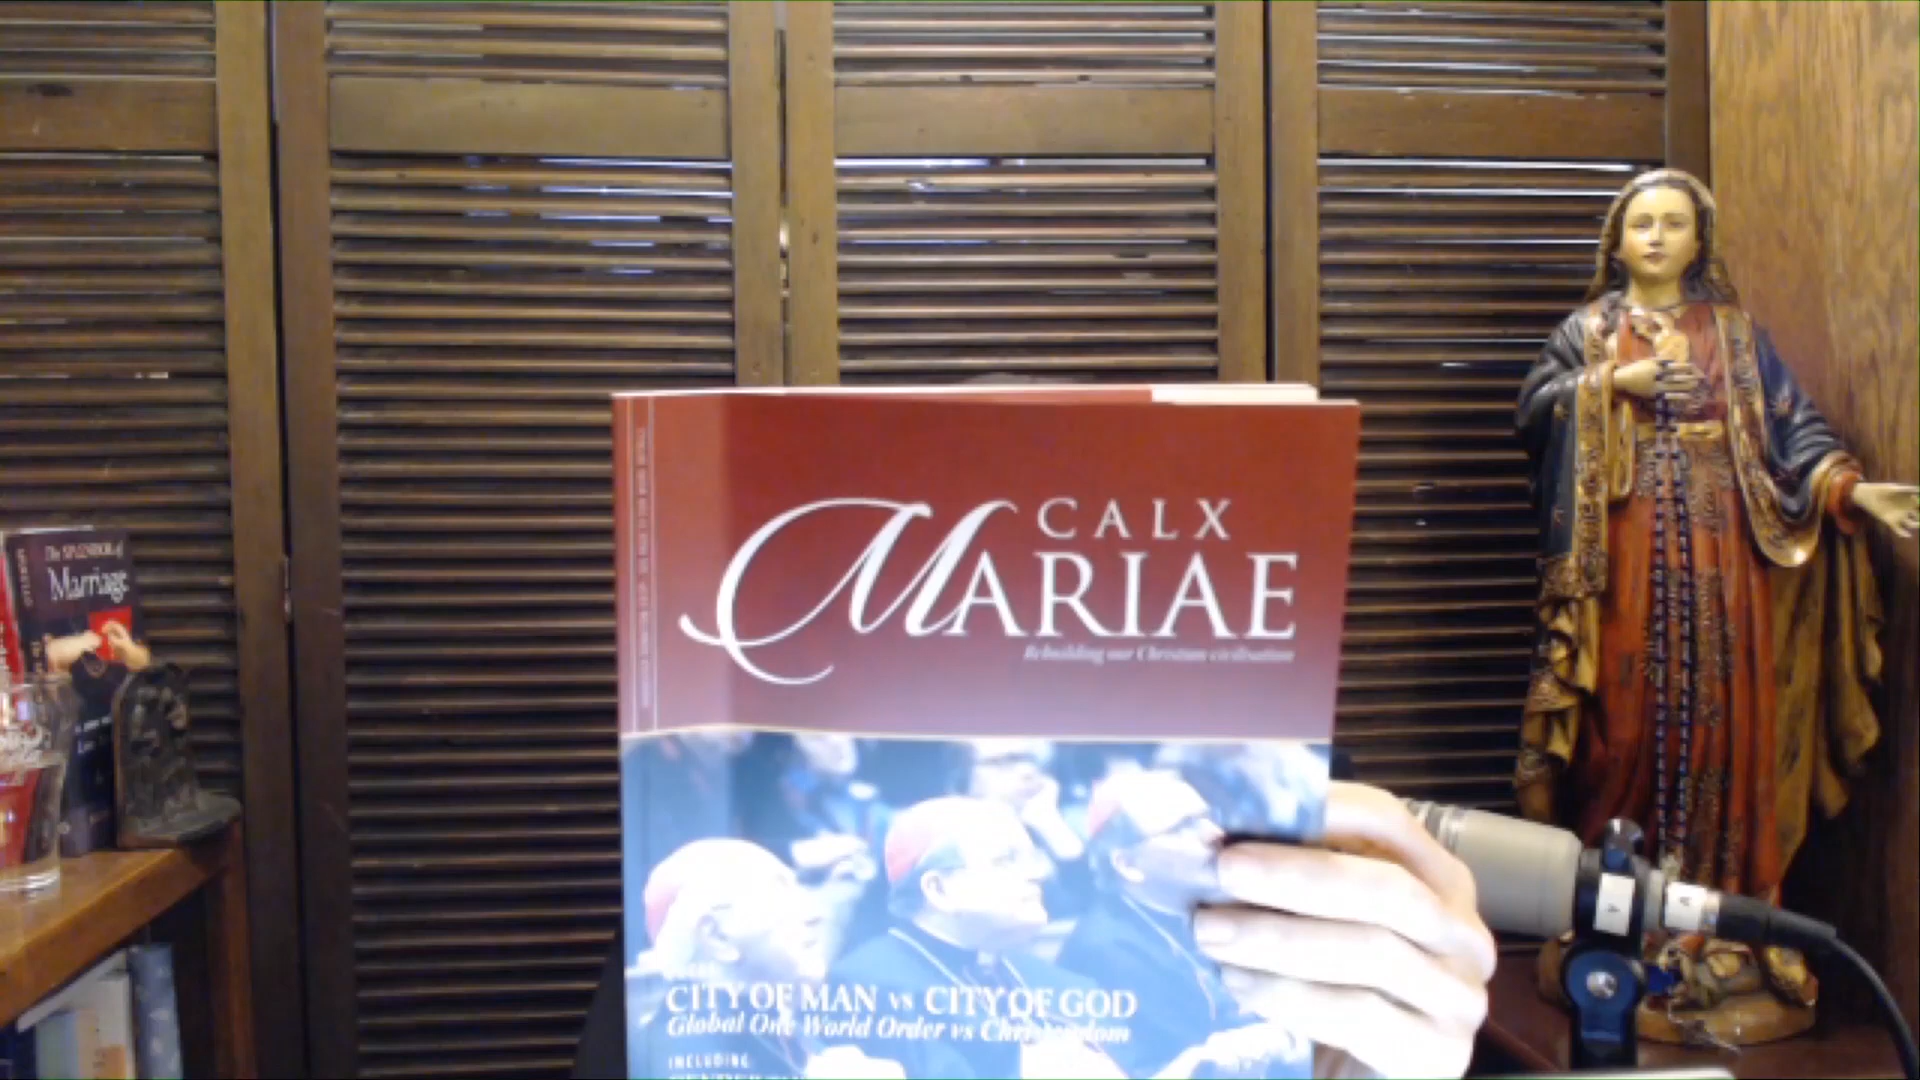 The SPLENDOR of
Marriage
CALX
MARIAE
Rebuilding our Christian civilisation
CITY OF MAN vs CITY OF GOD
Global One World Order vs Christendom
INCLUDING